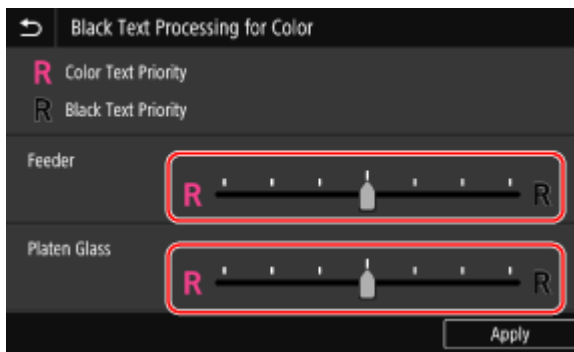 Black Text Processing for Color
R Color Text Priority
R Black Text Priority
Feeder
R R
Platen Glass
R R
Apply